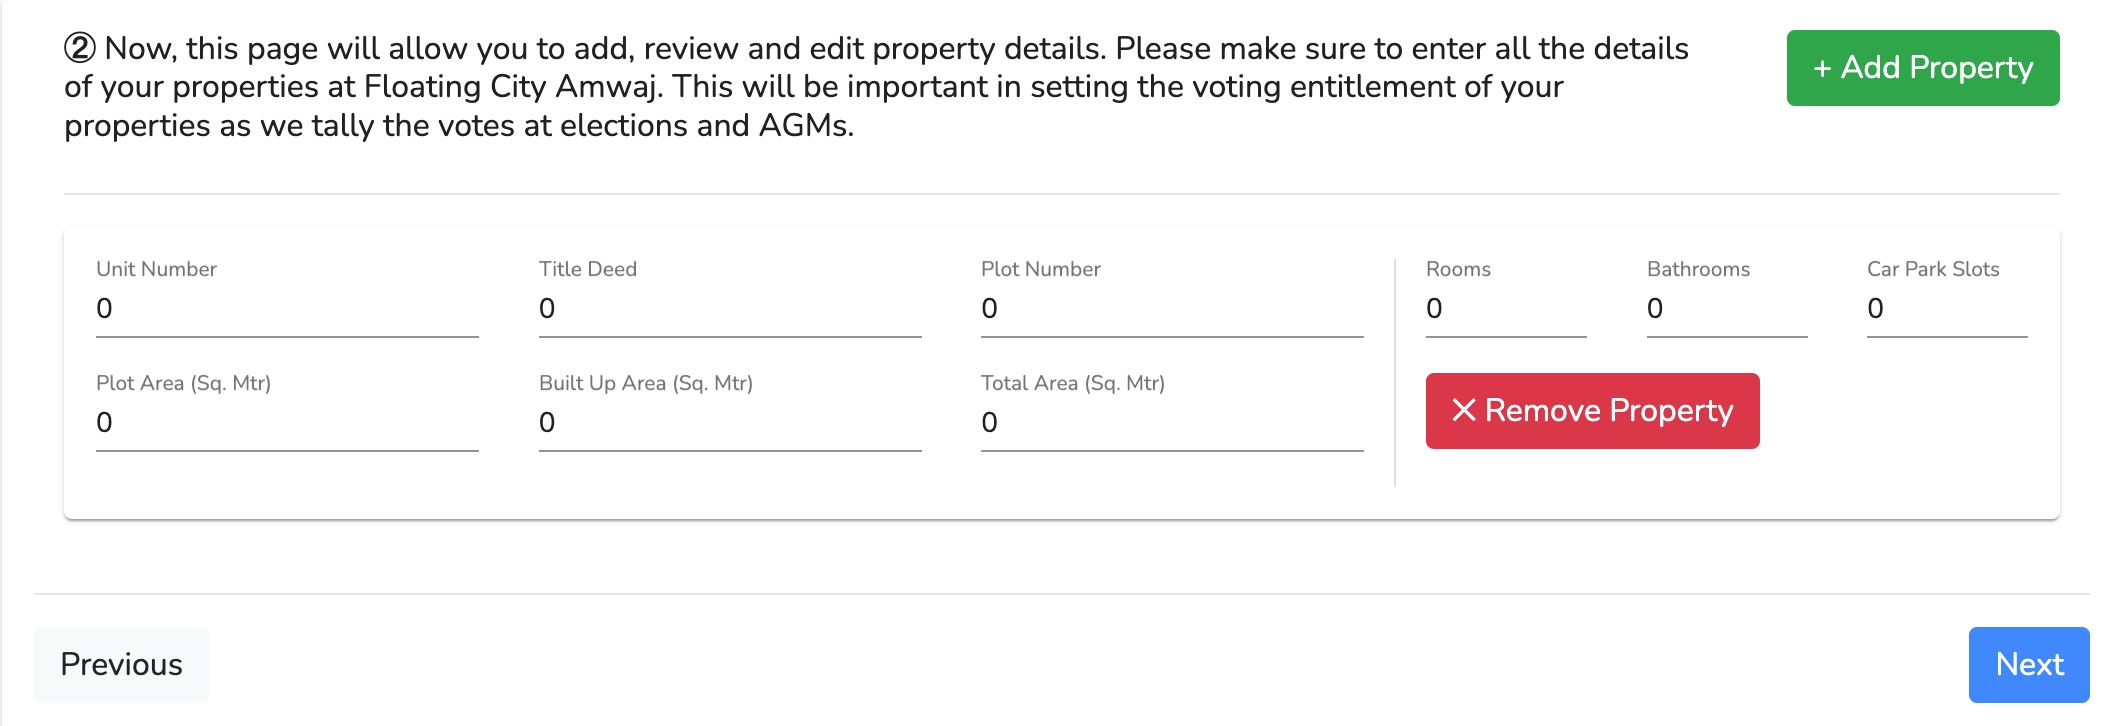 ② Now, this page will allow you to add, review and edit property details. Please make sure to enter all the details
of your properties at Floating City Amwaj. This will be important in setting the voting entitlement of your
properties as we tally the votes at elections and AGMs.
+ Add Property
Unit Number
0
Title Deed
0
Plot Number
0
Rooms
0
Bathrooms
0
Car Park Slots
0
Plot Area (Sq. Mtr)
0
Built Up Area (Sq. Mtr)
0
Total Area (Sq. Mtr)
0
× Remove Property
Previous
Next